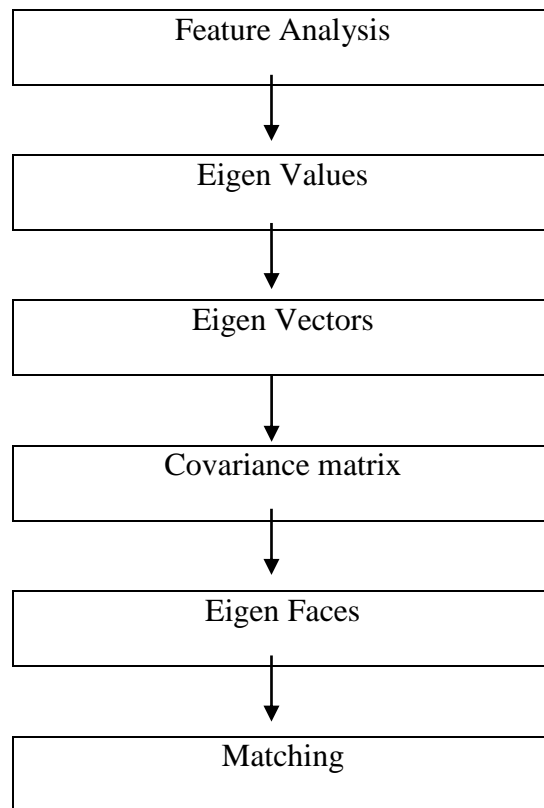 Feature Analysis
Eigen Values
Eigen Vectors
Covariance matrix
Eigen Faces
Matching